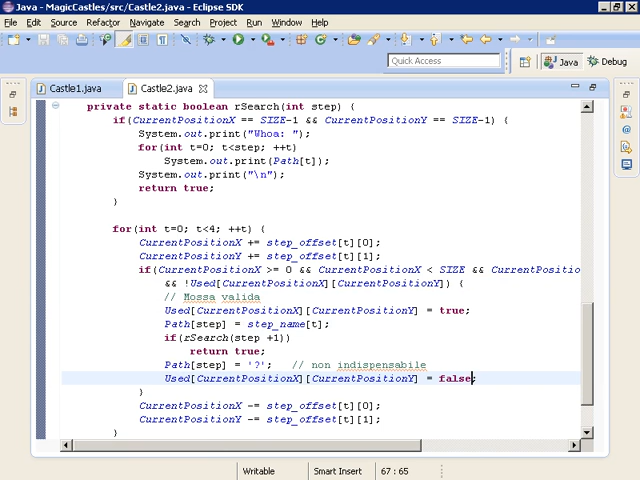 Java - MagicCastles/src/Castle2.java - Eclipse SDK
File Edit Source Refactor Navigate Search Project Run Window Help
Quick Access
Java
Debug
Castle1.java
Castle2.java
private static boolean rSearch(int step) {
if(CurrentPositionX == SIZE-1 && CurrentPositionY == SIZE-1) {
System.out.print("Whoa: ");
for(int t=0; t<step; ++t)
System.out.print(Path[t]);
System.out.print("\n");
return true;
}
for(int t=0; t<4; ++t) {
CurrentPositionX += step_offset[t][0];
CurrentPositionY += step_offset[t][1];
if(CurrentPositionX >= 0 && CurrentPositionX < SIZE && CurrentPositio
&& !Used[CurrentPositionX][CurrentPositionY]) {
// Mossa valida
Used[CurrentPositionX][CurrentPositionY] = true;
Path[step] = step_name[t];
if(rSearch(step +1))
return true;
Path[step] = '?'; // non indispensabile
Used[CurrentPositionX][CurrentPositionY] = false;
}
CurrentPositionX -= step_offset[t][0];
CurrentPositionY -= step_offset[t][1];
}
Writable
Smart Insert
67 : 65